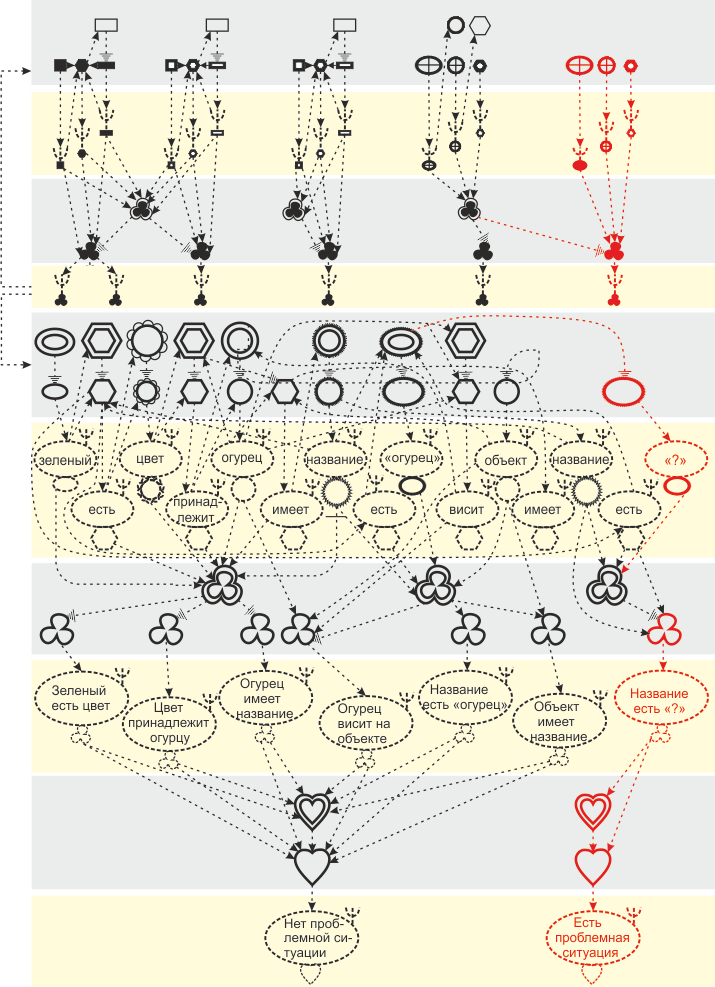 зеленый
цвет
огурец
название
«огурец»
объект
название
«?»
есть
принад-
лежит
имеет
есть
висит
имеет
есть
Зеленый
есть цвет
Цвет
принадлежит
огурцу
Огурец
имеет
название
Огурец
висит на
объекте
Название
есть «огурец»
Объект
имеет
название
Название
есть «?»
Нет проб-
лемной си-
туации
Есть
проблемная
ситуация